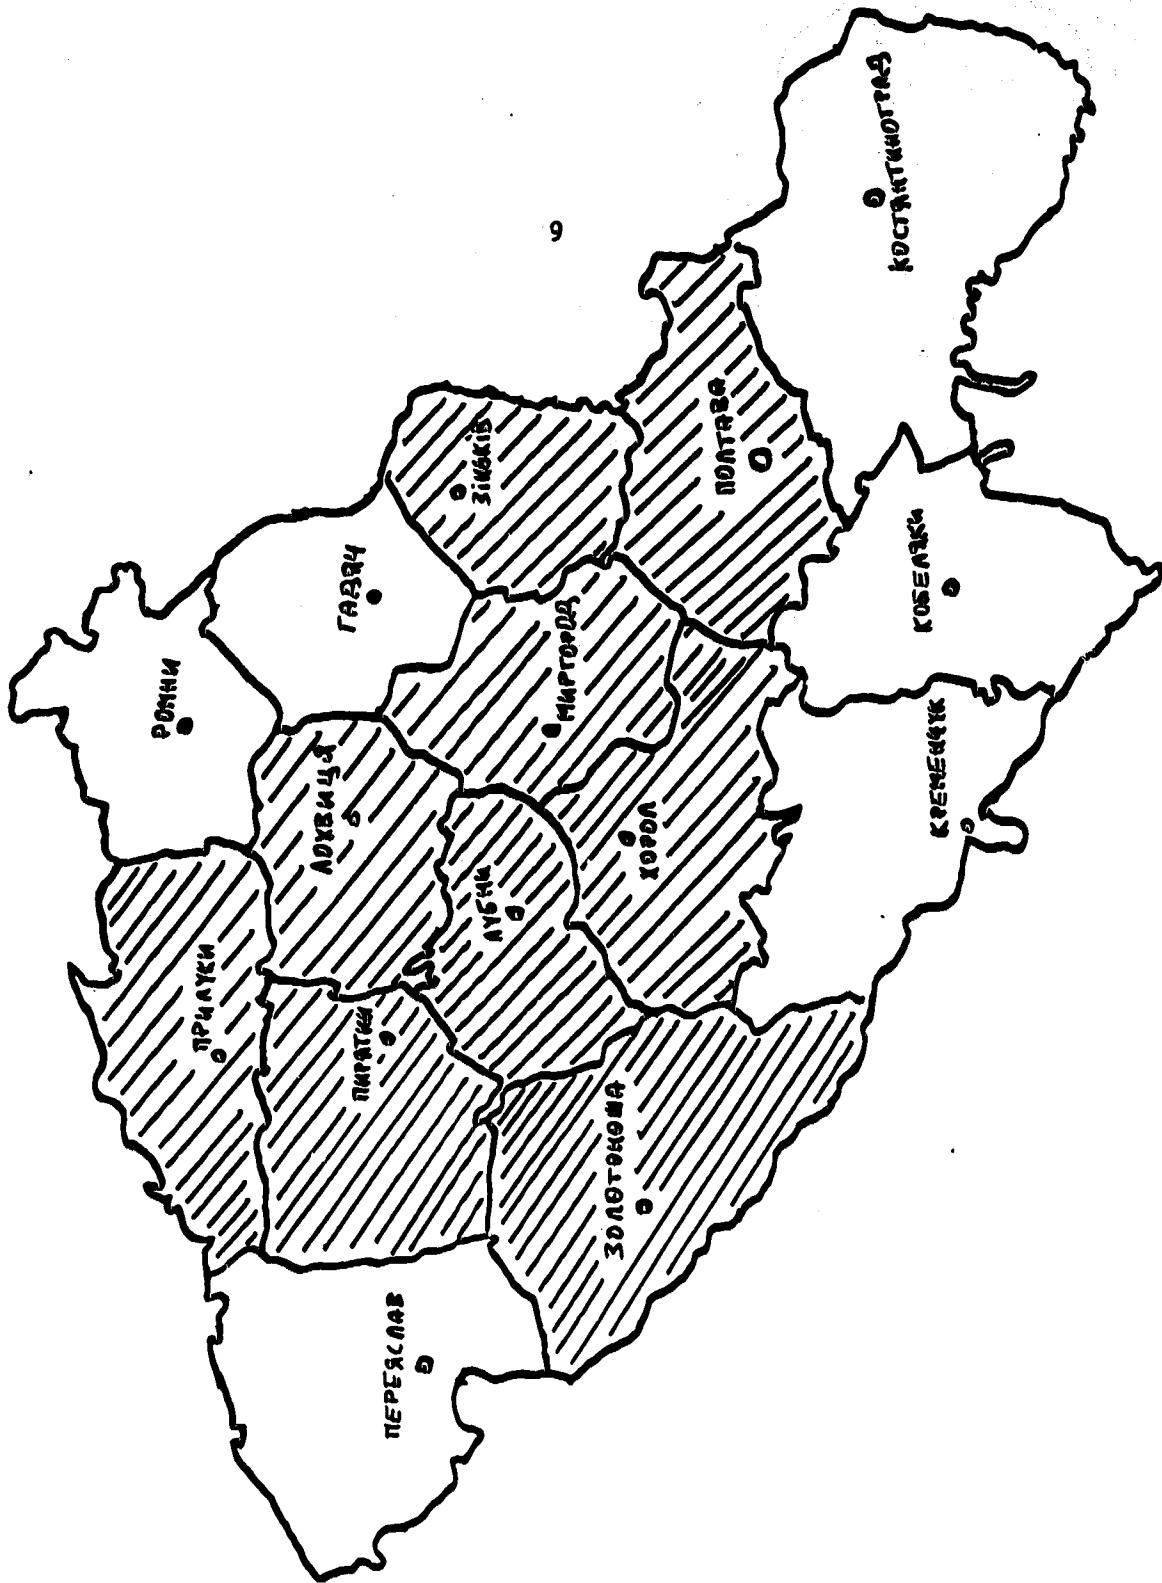 9
РОМНИ
ГАДЯЧ
ЗІНЬКІВ
ПРИЛУКИ
ЛОХВИЦЯ
ПИРЯТИН
ЛУБНИ
МИРГОРОД
ПОЛТАВА
КОСТЯНТИНОГРАД
ПЕРЕЯСЛАВ
ЗОЛОТОНОША
ХОРОЛ
КОБЕЛЯКИ
КРЕМЕНЧУК